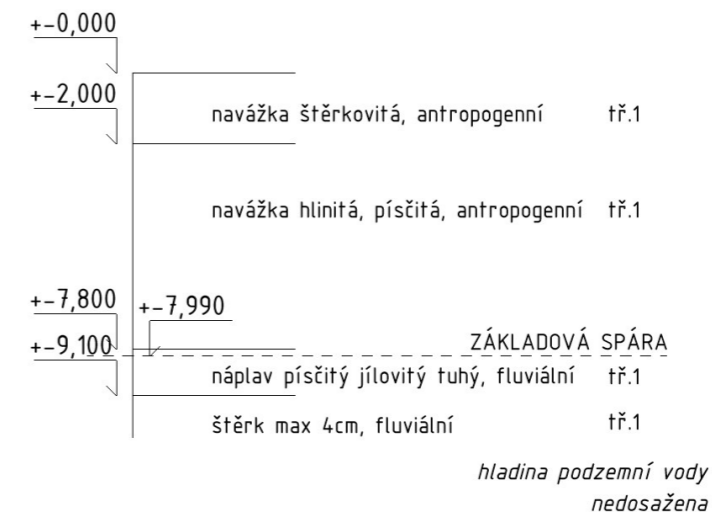 +-0,000
+-2,000
navážka štěrkovitá, antropogenní tř.1
navážka hlinitá, písčitá, antropogenní tř.1
+-7,800
+-7,990
+-9,100
ZÁKLADOVÁ SPÁRA
náplav písčitý jílovitý tuhý, fluviální tř.1
štěrk max 4cm, fluviální tř.1
hladina podzemní vody
nedosažena